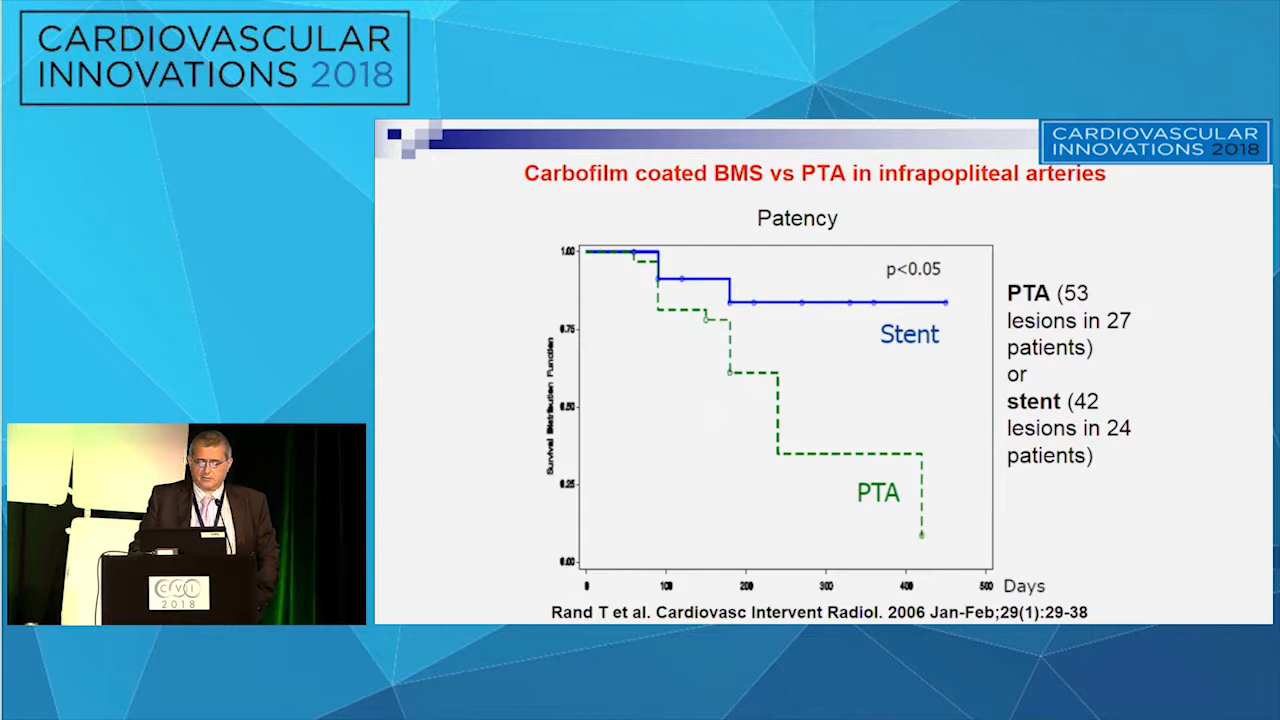 CARDIOVASCULAR
INNOVATIONS 2018
CARDIOVASCULAR
INNOVATIONS 2018
Carbofilm coated BMS vs PTA in infrapopliteal arteries
Patency
1.00
0.75
0.50
0.25
0.00
Survival Distribution Function
p<0.05
Stent
PTA
0
100
200
300
400
500
Days
PTA (53
lesions in 27
patients)
or
stent (42
lesions in 24
patients)
Rand T et al. Cardiovasc Intervent Radiol. 2006 Jan-Feb;29(1):29-38
CVI
2018